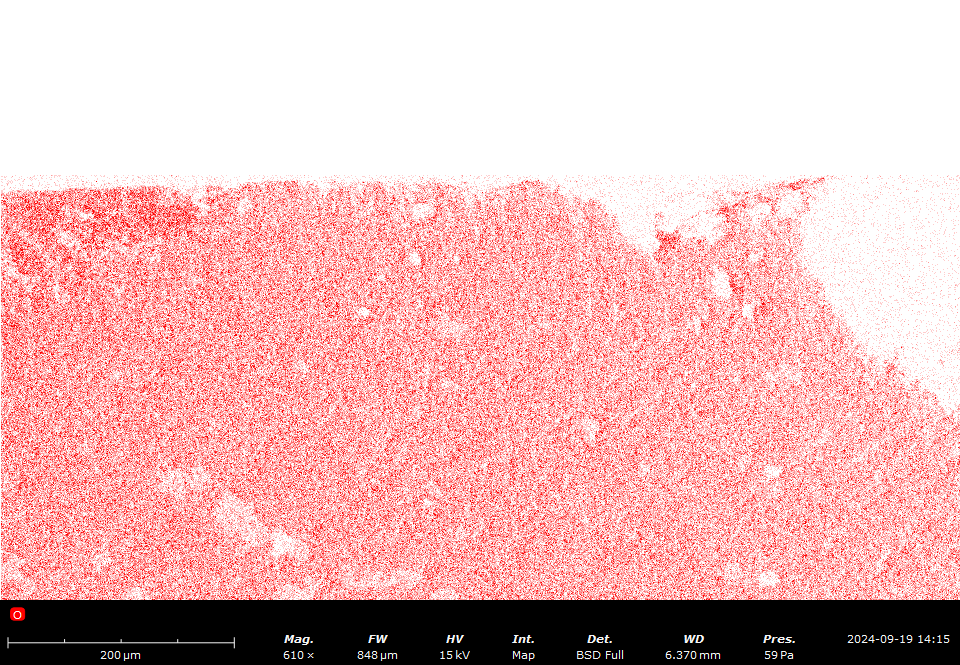 O
Mag. FW HV Int. Det. WD Pres. 2024-09-19 14:15
200 µm 610 x 848 µm 15 kV Map BSD Full 6.370 mm 59 Pa